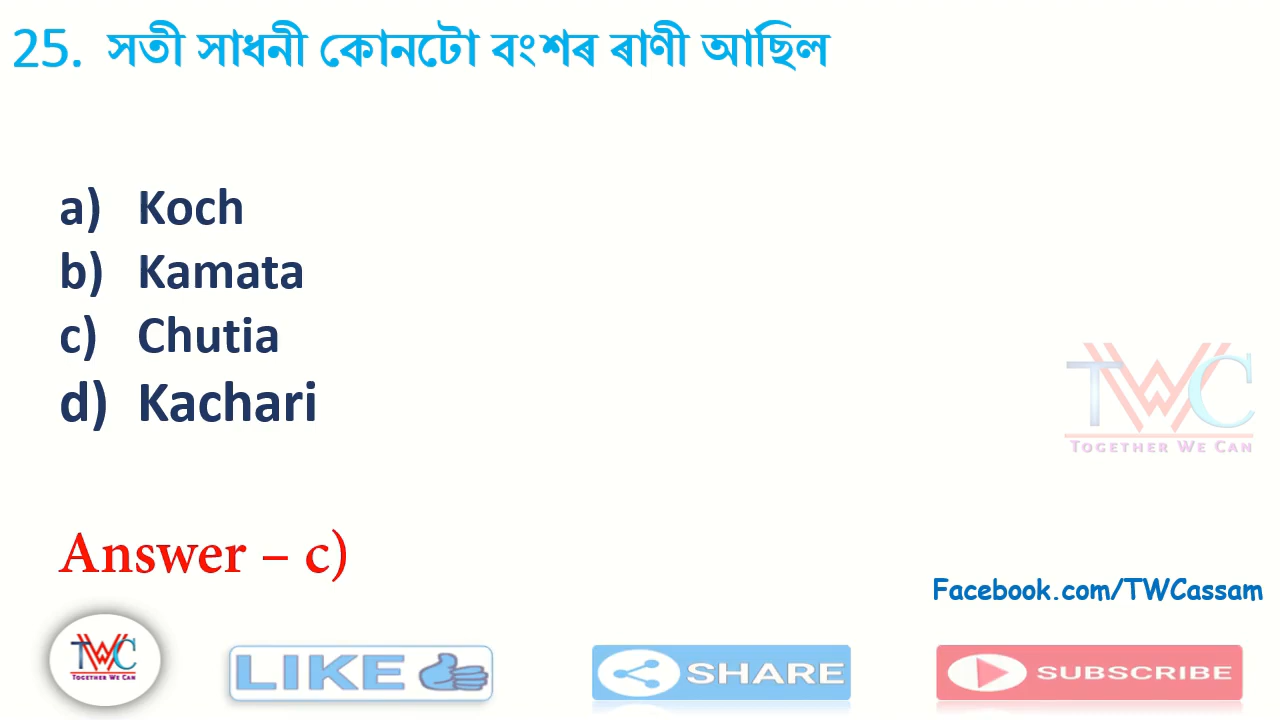 25. সতী সাধনী কোনটো বংশৰ ৰাণী আছিল
a) Koch
b) Kamata
c) Chutia
d) Kachari
TWC
TOGETHER WE CAN
Answer – c)
Facebook.com/TWCassam
TWC
TOGETHER WE CAN
LIKE
SHARE
SUBSCRIBE